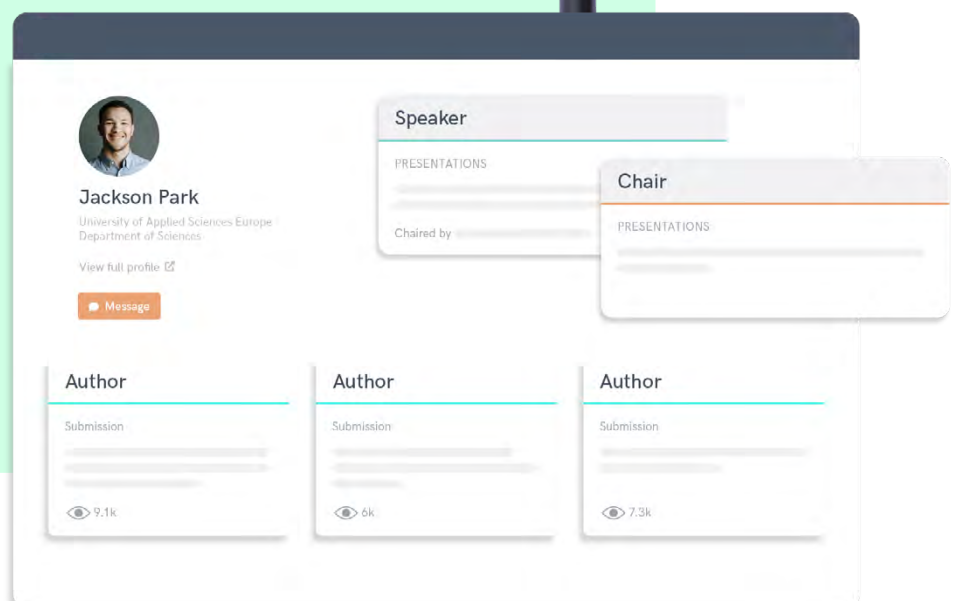 Jackson Park
University of Applied Sciences Europe
Department of Sciences
View full profile
Message
Speaker
PRESENTATIONS
Chaired by
Chair
PRESENTATIONS
Author
Submission
9.1k
Author
Submission
6k
Author
Submission
7.3k